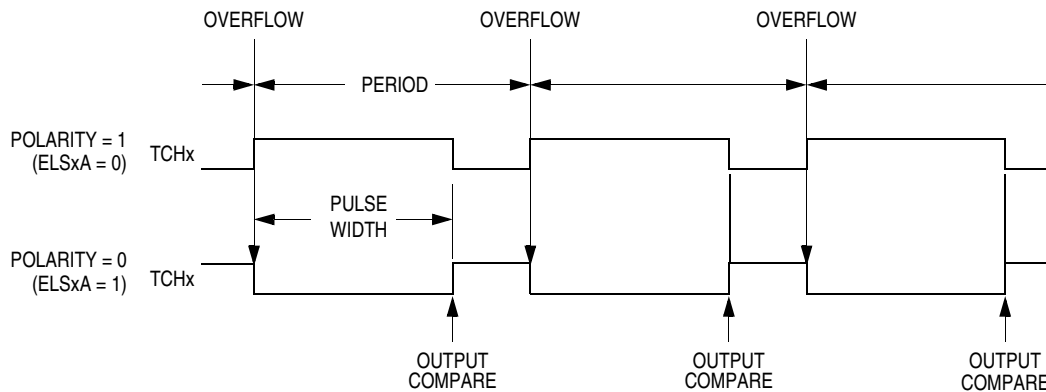 OVERFLOW
OVERFLOW
OVERFLOW
PERIOD
POLARITY = 1
(ELSxA = 0)
TCHx
PULSE
WIDTH
POLARITY = 0
(ELSxA = 1)
TCHx
OUTPUT
COMPARE
OUTPUT
COMPARE
OUTPUT
COMPARE